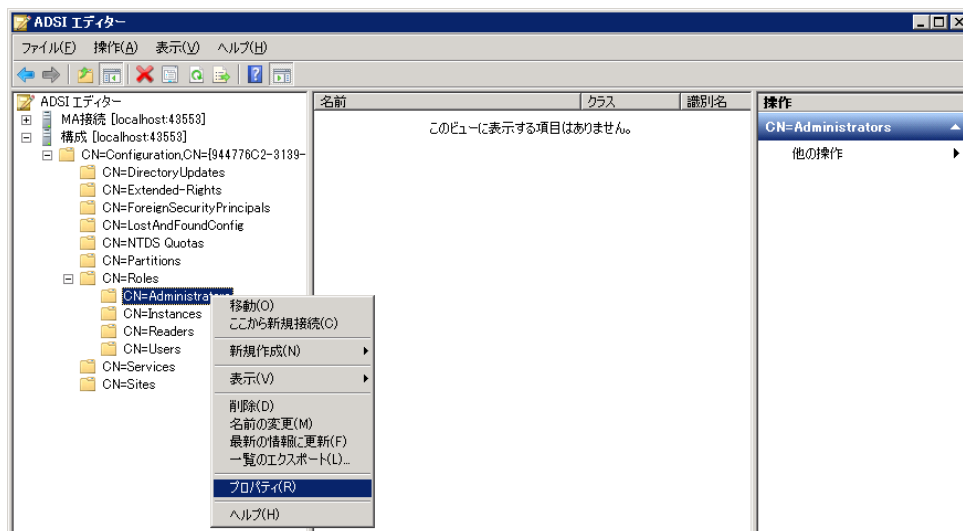 ADSI エディター
ファイル(F) 操作(A) 表示(V) ヘルプ(H)
ADSI エディター
MA接続 [localhost:43553]
構成 [localhost:43553]
CN=Configuration,CN={944776C2-3139-
CN=DirectoryUpdates
CN=Extended-Rights
CN=ForeignSecurityPrincipals
CN=LostAndFoundConfig
CN=NTDS Quotas
CN=Partitions
CN=Roles
CN=Administrators
CN=Instances
CN=Readers
CN=Users
CN=Services
CN=Sites
移動(O)
ここから新規接続(C)
新規作成(N)
表示(V)
削除(D)
名前の変更(M)
最新の情報に更新(F)
一覧のエクスポート(L)...
プロパティ(R)
ヘルプ(H)
名前 クラス 識別名
このビューに表示する項目はありません。
操作
CN=Administrators
他の操作